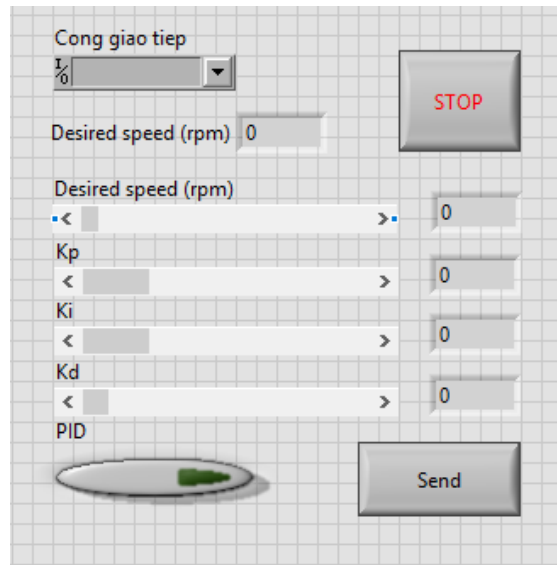 Cong giao tiep
I/O
STOP
Desired speed (rpm) 0
Desired speed (rpm)
0
Kp
0
Ki
0
Kd
0
PID
Send